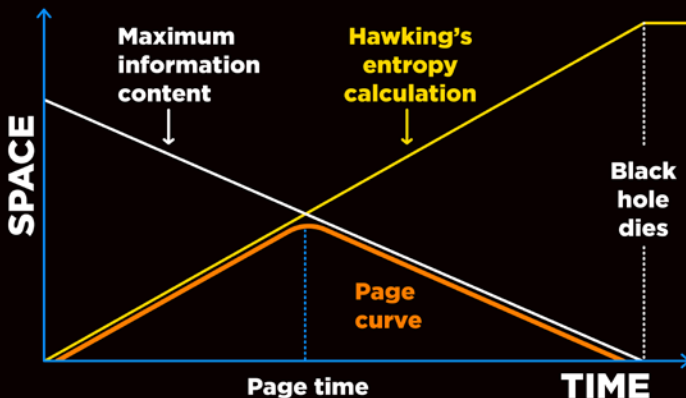 Maximum
information
content
Hawking's
entropy
calculation
SPACE
Black
hole
dies
Page
curve
Page time
TIME